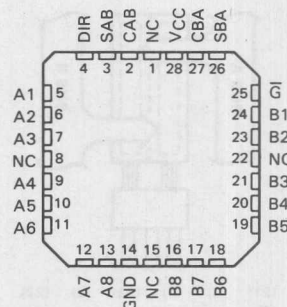 DIR SAB CAB NC VCC CBA SBA
4 3 2 1 28 27 26
A1 5 25 G̅
A2 6 24 B1
A3 7 23 B2
NC 8 22 NC
A4 9 21 B3
A5 10 20 B4
A6 11 19 B5
12 13 14 15 16 17 18
A7 A8 GND NC B8 B7 B6